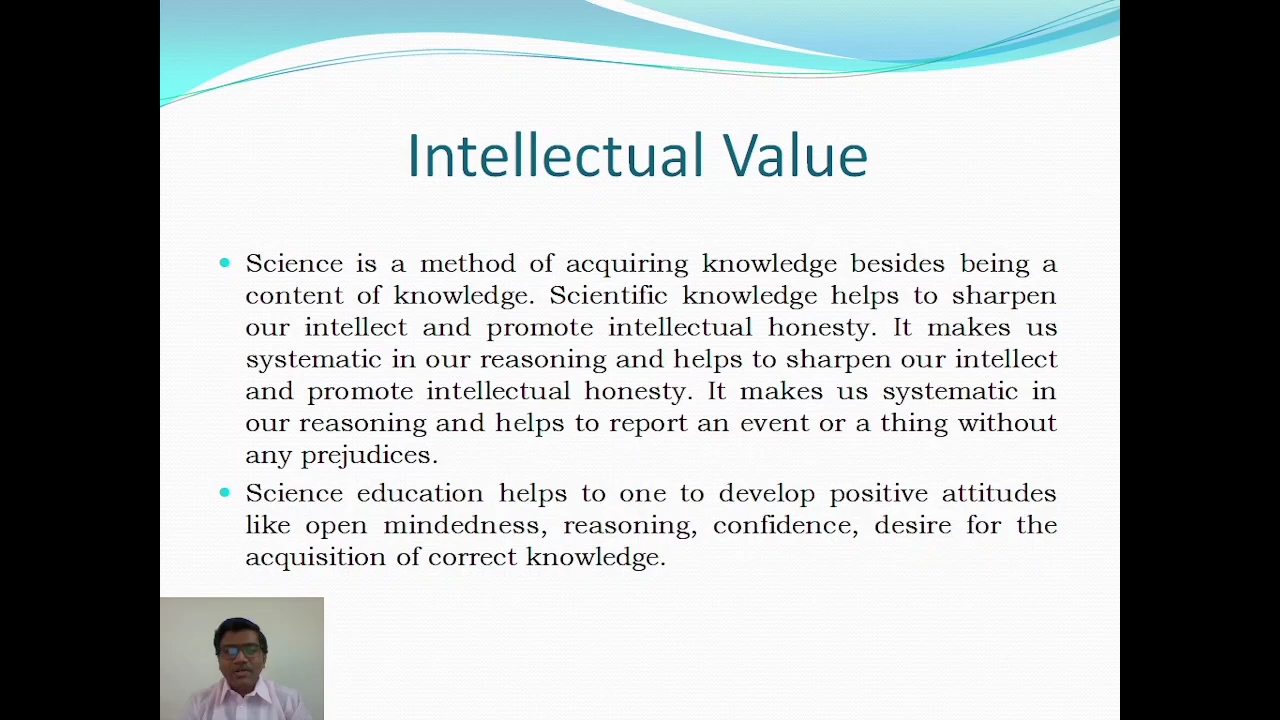 Intellectual Value
Science is a method of acquiring knowledge besides being a
content of knowledge. Scientific knowledge helps to sharpen
our intellect and promote intellectual honesty. It makes us
systematic in our reasoning and helps to sharpen our intellect
and promote intellectual honesty. It makes us systematic in
our reasoning and helps to report an event or a thing without
any prejudices.
Science education helps to one to develop positive attitudes
like open mindedness, reasoning, confidence, desire for the
acquisition of correct knowledge.